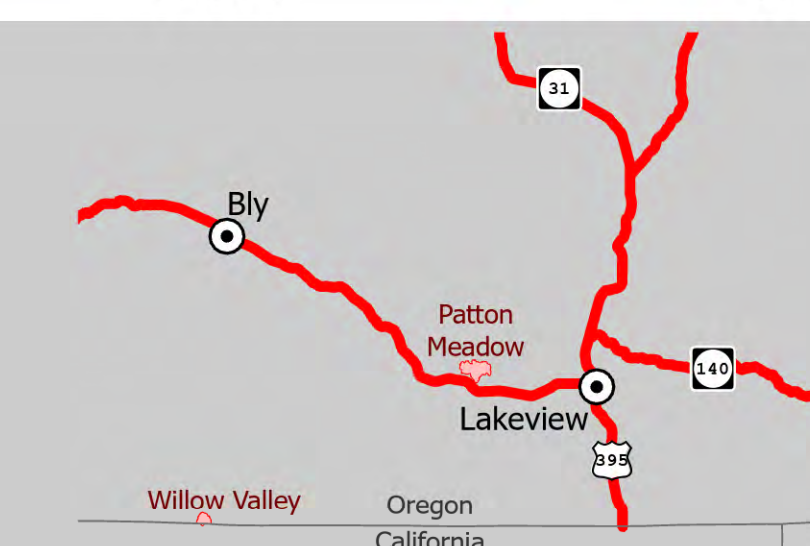 31
Bly
Patton
Meadow
140
Lakeview
395
Willow Valley
Oregon
California